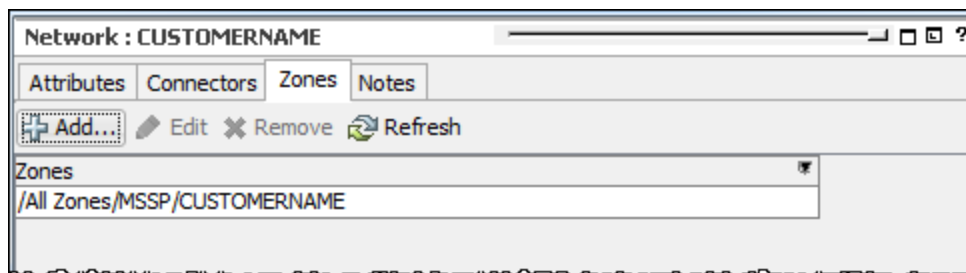 Network : CUSTOMERNAME ?
Attributes Connectors Zones Notes
Add... Edit Remove Refresh
Zones
/All Zones/MSSP/CUSTOMERNAME